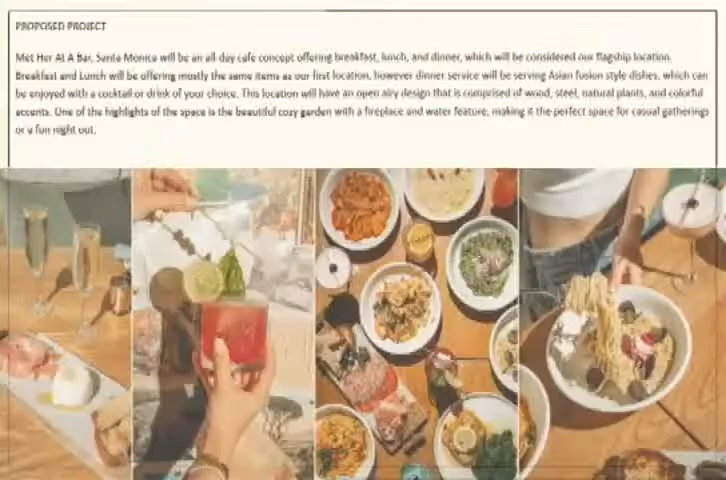 PROPOSED PROJECT
Met Her At A Bar, Santa Monica will be an all-day cafe concept offering breakfast, lunch, and dinner, which will be considered our flagship location.
Breakfast and Lunch will be offering mostly the same items as our first location, however dinner service will be serving Asian fusion style dishes, which can
be enjoyed with a cocktail or drink of your choice. This location will have an open airy design that is comprised of wood, steel, natural plants, and colorful
accents. One of the highlights of the space is the beautiful cozy garden with a fireplace and water feature, making it the perfect space for casual gatherings
or a fun night out.